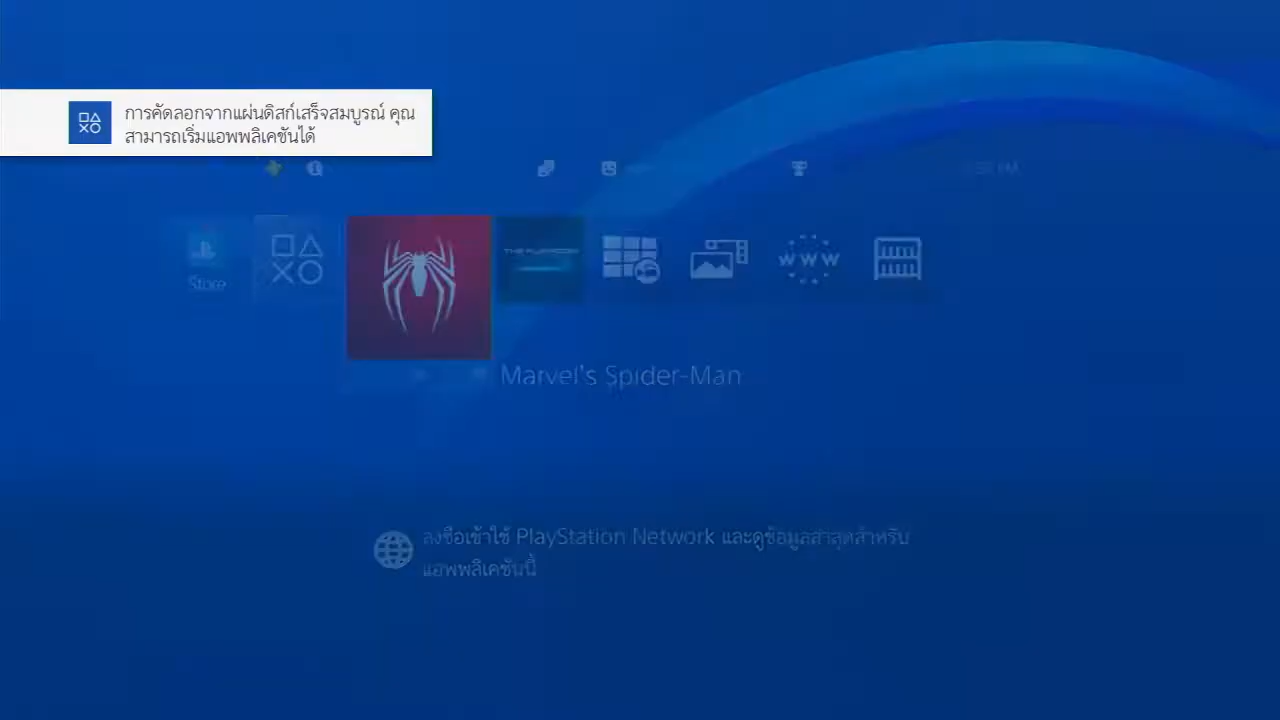 การคัดลอกจากแผ่นดิสก์เสร็จสมบูรณ์ คุณ
สามารถเริ่มแอพพลิเคชันได้
Store
THE PLAYROOM
WWW
Marvel's Spider-Man
ลงชื่อเข้าใช้ PlayStation Network และดูข้อมูลล่าสุดสำหรับ
แอพพลิเคชันนี้